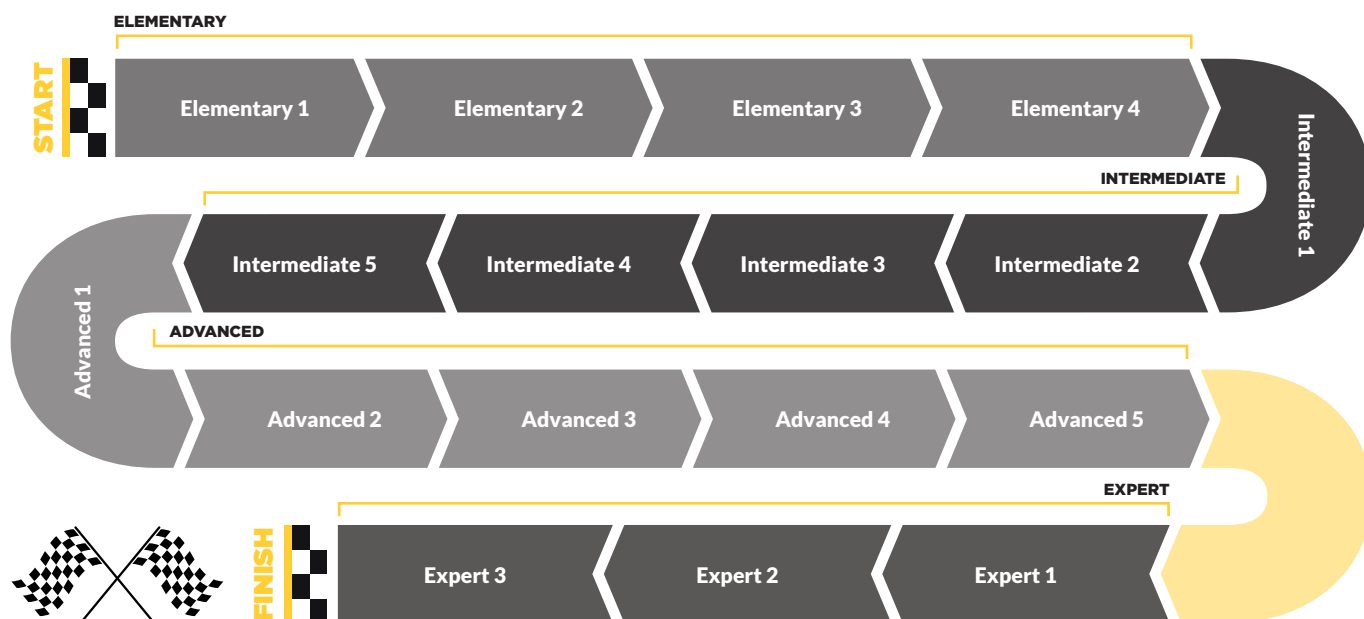 ELEMENTARY
START
Elementary 1
Elementary 2
Elementary 3
Elementary 4
Intermediate 1
INTERMEDIATE
Intermediate 2
Intermediate 3
Intermediate 4
Intermediate 5
Advanced 1
ADVANCED
Advanced 2
Advanced 3
Advanced 4
Advanced 5
EXPERT
Expert 1
Expert 2
Expert 3
FINISH